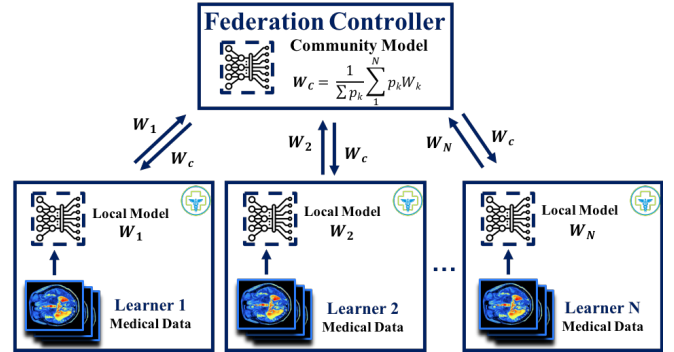 Federation Controller
Community Model
W_c = 1/∑p_k ∑_1^N p_k W_k
W_1
W_c
W_2
W_c
W_N
W_c
Local Model
W_1
Learner 1
Medical Data
Local Model
W_2
Learner 2
Medical Data
...
Local Model
W_N
Learner N
Medical Data